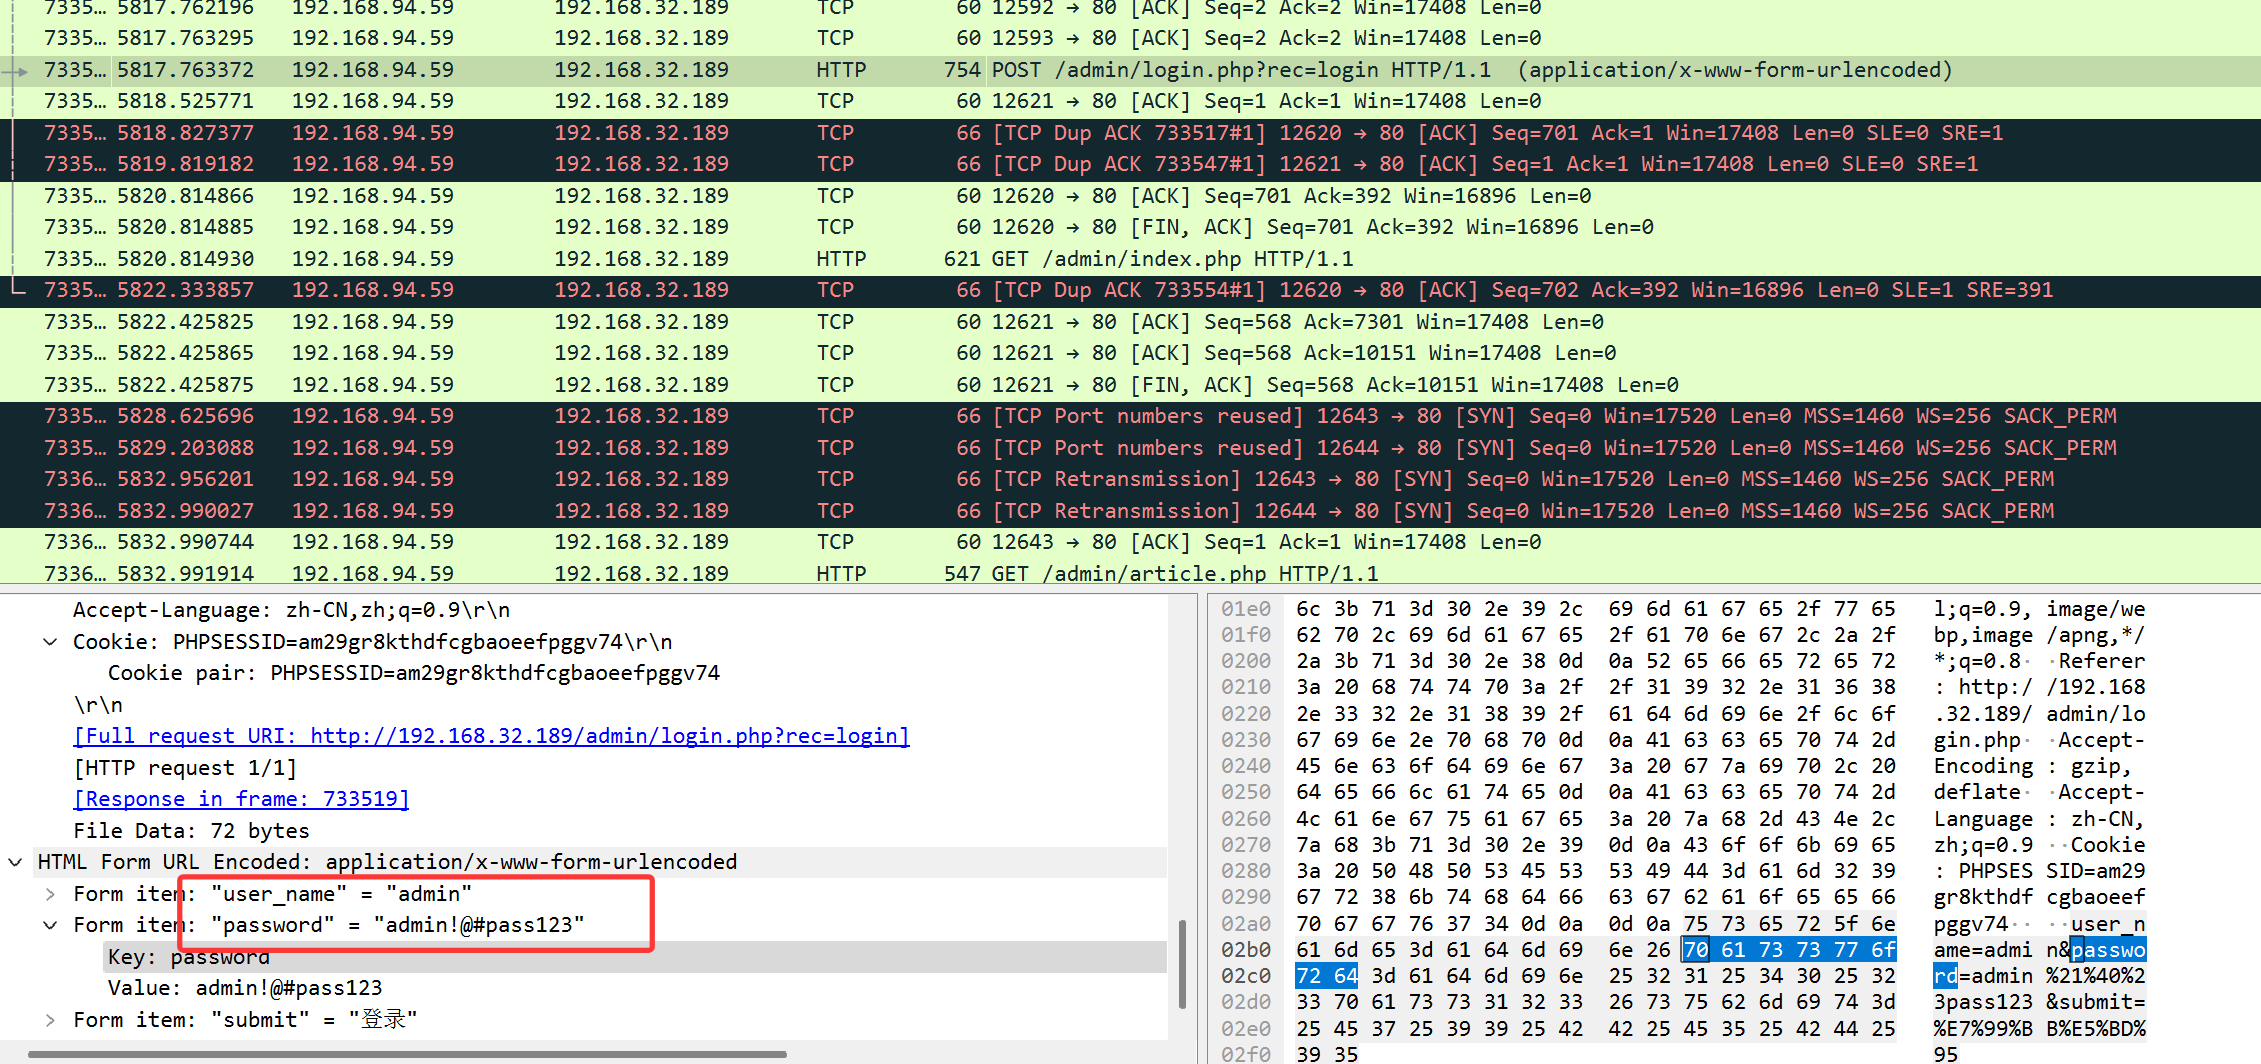 7335… 5817.762196 192.168.94.59 192.168.32.189 TCP 60 12592 → 80 [ACK] Seq=2 Ack=2 Win=17408 Len=0
7335… 5817.763295 192.168.94.59 192.168.32.189 TCP 60 12593 → 80 [ACK] Seq=2 Ack=2 Win=17408 Len=0
7335… 5817.763372 192.168.94.59 192.168.32.189 HTTP 754 POST /admin/login.php?rec=login HTTP/1.1  (application/x-www-form-urlencoded)
7335… 5818.525771 192.168.94.59 192.168.32.189 TCP 60 12621 → 80 [ACK] Seq=1 Ack=1 Win=17408 Len=0
7335… 5818.827377 192.168.94.59 192.168.32.189 TCP 66 [TCP Dup ACK 733517#1] 12620 → 80 [ACK] Seq=701 Ack=1 Win=17408 Len=0 SLE=0 SRE=1
7335… 5819.819182 192.168.94.59 192.168.32.189 TCP 66 [TCP Dup ACK 733547#1] 12621 → 80 [ACK] Seq=1 Ack=1 Win=17408 Len=0 SLE=0 SRE=1
7335… 5820.814866 192.168.94.59 192.168.32.189 TCP 60 12620 → 80 [ACK] Seq=701 Ack=392 Win=16896 Len=0
7335… 5820.814885 192.168.94.59 192.168.32.189 TCP 60 12620 → 80 [FIN, ACK] Seq=701 Ack=392 Win=16896 Len=0
7335… 5820.814930 192.168.94.59 192.168.32.189 HTTP 621 GET /admin/index.php HTTP/1.1
7335… 5822.333857 192.168.94.59 192.168.32.189 TCP 66 [TCP Dup ACK 733554#1] 12620 → 80 [ACK] Seq=702 Ack=392 Win=16896 Len=0 SLE=1 SRE=391
7335… 5822.425825 192.168.94.59 192.168.32.189 TCP 60 12621 → 80 [ACK] Seq=568 Ack=7301 Win=17408 Len=0
7335… 5822.425865 192.168.94.59 192.168.32.189 TCP 60 12621 → 80 [ACK] Seq=568 Ack=10151 Win=17408 Len=0
7335… 5822.425875 192.168.94.59 192.168.32.189 TCP 60 12621 → 80 [FIN, ACK] Seq=568 Ack=10151 Win=17408 Len=0
7335… 5828.625696 192.168.94.59 192.168.32.189 TCP 66 [TCP Port numbers reused] 12643 → 80 [SYN] Seq=0 Win=17520 Len=0 MSS=1460 WS=256 SACK_PERM
7335… 5829.203088 192.168.94.59 192.168.32.189 TCP 66 [TCP Port numbers reused] 12644 → 80 [SYN] Seq=0 Win=17520 Len=0 MSS=1460 WS=256 SACK_PERM
7336… 5832.956201 192.168.94.59 192.168.32.189 TCP 66 [TCP Retransmission] 12643 → 80 [SYN] Seq=0 Win=17520 Len=0 MSS=1460 WS=256 SACK_PERM
7336… 5832.990027 192.168.94.59 192.168.32.189 TCP 66 [TCP Retransmission] 12644 → 80 [SYN] Seq=0 Win=17520 Len=0 MSS=1460 WS=256 SACK_PERM
7336… 5832.990744 192.168.94.59 192.168.32.189 TCP 60 12643 → 80 [ACK] Seq=1 Ack=1 Win=17408 Len=0
7336… 5832.991914 192.168.94.59 192.168.32.189 HTTP 547 GET /admin/article.php HTTP/1.1
Accept-Language: zh-CN,zh;q=0.9\r\n
Cookie: PHPSESSID=am29gr8kthdfcgbaoeefpggv74\r\n
Cookie pair: PHPSESSID=am29gr8kthdfcgbaoeefpggv74
\r\n
[Full request URI: http://192.168.32.189/admin/login.php?rec=login]
[HTTP request 1/1]
[Response in frame: 733519]
File Data: 72 bytes
HTML Form URL Encoded: application/x-www-form-urlencoded
Form item: "user_name" = "admin"
Form item: "password" = "admin!@#pass123"
Key: password
Value: admin!@#pass123
Form item: "submit" = "登录"
01e0 6c 3b 71 3d 30 2e 39 2c 69 6d 61 67 65 2f 77 65 l;q=0.9, image/we
01f0 62 70 2c 69 6d 61 67 65 2f 61 70 6e 67 2c 2a 2f bp,image /apng,*/
0200 2a 3b 71 3d 30 2e 38 0d 0a 52 65 66 65 72 65 72 *;q=0.8· ·Referer
0210 3a 20 68 74 74 70 3a 2f 2f 31 39 32 2e 31 36 38 : http:/ /192.168
0220 2e 33 32 2e 31 38 39 2f 61 64 6d 69 6e 2f 6c 6f .32.189/ admin/lo
0230 67 69 6e 2e 70 68 70 0d 0a 41 63 63 65 70 74 2d gin.php· ·Accept-
0240 45 6e 63 6f 64 69 6e 67 3a 20 67 7a 69 70 2c 20 Encoding : gzip,
0250 64 65 66 6c 61 74 65 0d 0a 41 63 63 65 70 74 2d deflate· ·Accept-
0260 4c 61 6e 67 75 61 67 65 3a 20 7a 68 2d 43 4e 2c Language : zh-CN,
0270 7a 68 3b 71 3d 30 2e 39 0d 0a 43 6f 6f 6b 69 65 zh;q=0.9 ··Cookie
0280 3a 20 50 48 50 53 45 53 53 49 44 3d 61 6d 32 39 : PHPSES SID=am29
0290 67 72 38 6b 74 68 64 66 63 67 62 61 6f 65 65 66 gr8kthdf cgbaoeef
02a0 70 67 67 76 37 34 0d 0a 0d 0a 75 73 65 72 5f 6e pggv74·· ··user_n
02b0 61 6d 65 3d 61 64 6d 69 6e 26 70 61 73 73 77 6f ame=admi n&passwo
02c0 72 64 3d 61 64 6d 69 6e 25 32 31 25 34 30 25 32 rd=admin %21%40%2
02d0 33 70 61 73 73 31 32 33 26 73 75 62 6d 69 74 3d 3pass123 &submit=
02e0 25 45 37 25 39 39 25 42 42 25 45 35 25 42 44 25 %E7%99%B B%E5%BD%
02f0 39 35 95